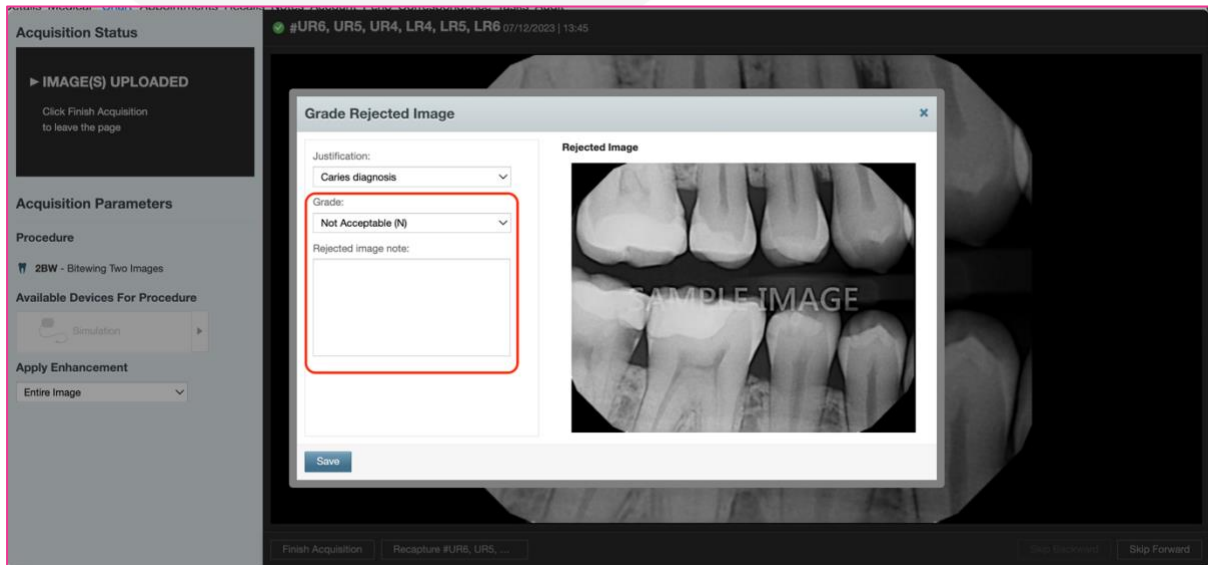 Acquisition Status
► IMAGE(S) UPLOADED
Click Finish Acquisition
to leave the page
Acquisition Parameters
Procedure
2BW - Bitewing Two Images
Available Devices For Procedure
Simulation
Apply Enhancement
Entire Image
#UR6, UR5, UR4, LR4, LR5, LR6 07/12/2023 | 13:45
Grade Rejected Image
Justification:
Caries diagnosis
Grade:
Not Acceptable (N)
Rejected image note:
Rejected Image
SAMPLE IMAGE
Save
Finish Acquisition
Recapture #UR6, UR5, ...
Skip Backward
Skip Forward